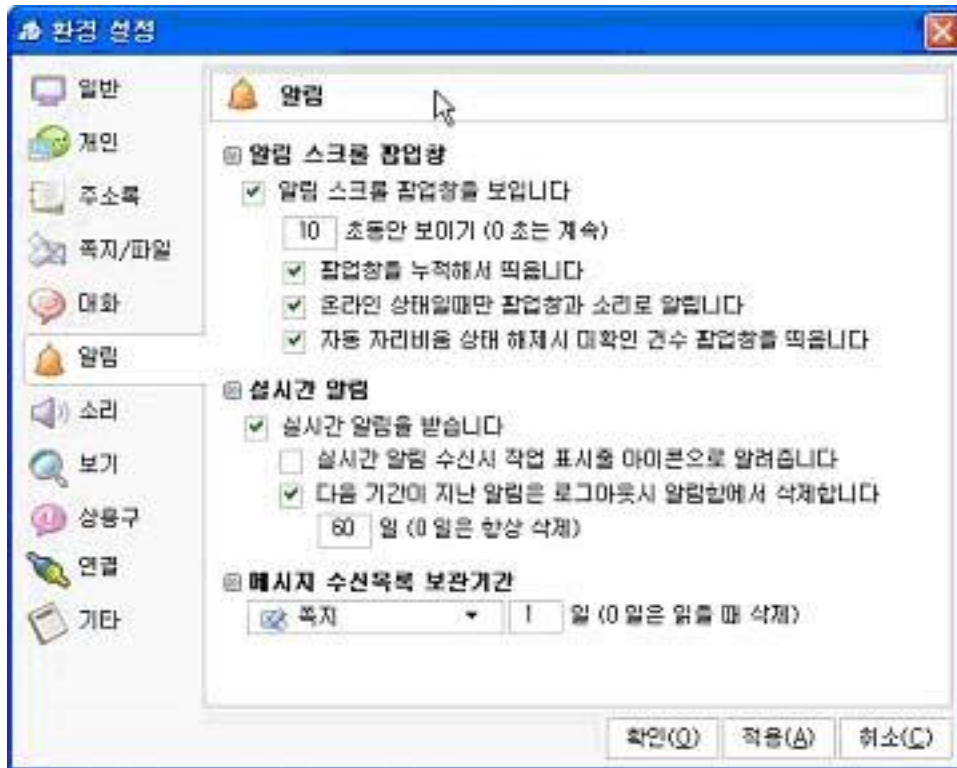 환경 설정
일반
개인
주소록
쪽지/파일
대화
알림
소리
보기
상용구
연결
기타
알림
알림 스크롤 팝업창
알림 스크롤 팝업창을 보입니다
10 초동안 보이기 (0 초는 계속)
팝업창을 누적해서 띄웁니다
온라인 상태일때만 팝업창과 소리로 알립니다
자동 자리비움 상태 해제시 미확인 건수 팝업창을 띄웁니다
실시간 알림
실시간 알림을 받습니다
실시간 알림 수신시 작업 표시줄 아이콘으로 알려줍니다
다음 기간이 지난 알림은 로그아웃시 알림함에서 삭제합니다
60 일 (0 일은 항상 삭제)
메시지 수신목록 보관기간
쪽지 1 일 (0 일은 읽을 때 삭제)
확인(O) 적용(A) 취소(C)